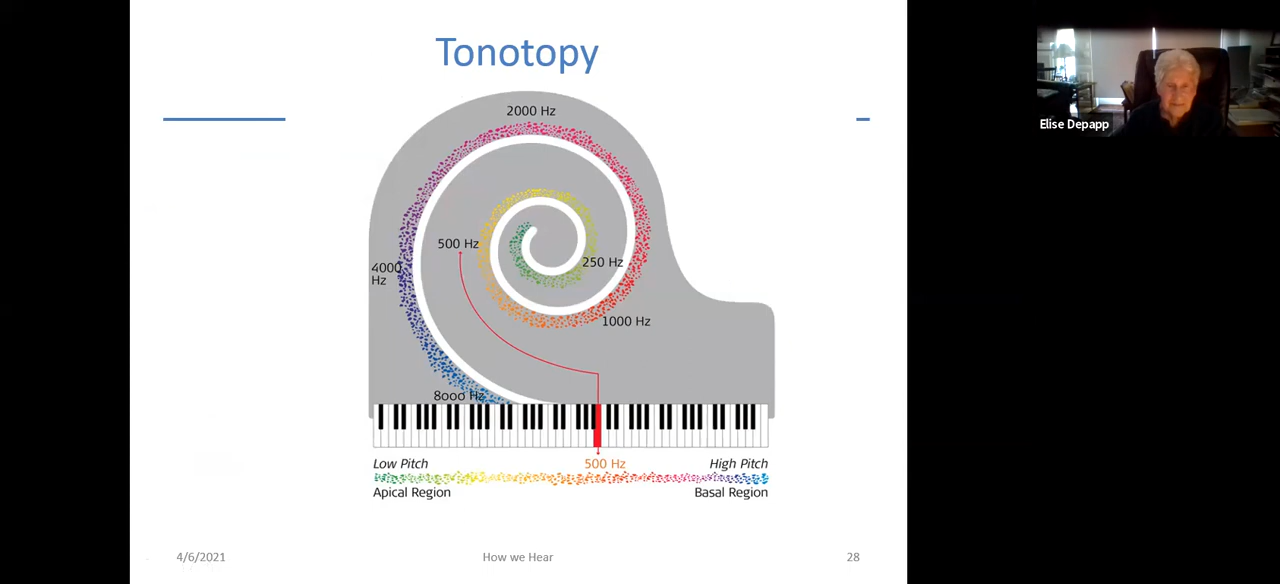 Tonotopy
2000 Hz
500 Hz
250 Hz
4000
Hz
1000 Hz
8ooo Hz
Low Pitch
500 Hz
High Pitch
Apical Region
Basal Region
4/6/2021
How we Hear
28
Elise Depapp